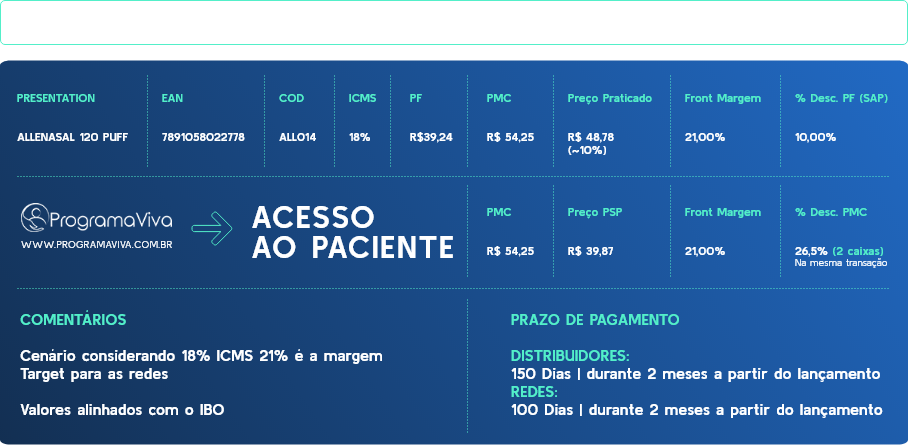 PRESENTATION EAN COD ICMS PF PMC Preço Praticado Front Margem % Desc. PF (SAP)
ALLENASAL 120 PUFF 7891058022778 ALL014 18% R$39,24 R$ 54,25 R$ 48,78 21,00% 10,00%
(~10%)
ProgramaViva
WWW.PROGRAMAVIVA.COM.BR
ACESSO
AO PACIENTE
PMC Preço PSP Front Margem % Desc. PMC
R$ 54,25 R$ 39,87 21,00% 26,5% (2 caixas)
Na mesma transação
COMENTÁRIOS
Cenário considerando 18% ICMS 21% é a margem
Target para as redes
Valores alinhados com o IBO
PRAZO DE PAGAMENTO
DISTRIBUIDORES:
150 Dias | durante 2 meses a partir do lançamento
REDES:
100 Dias | durante 2 meses a partir do lançamento